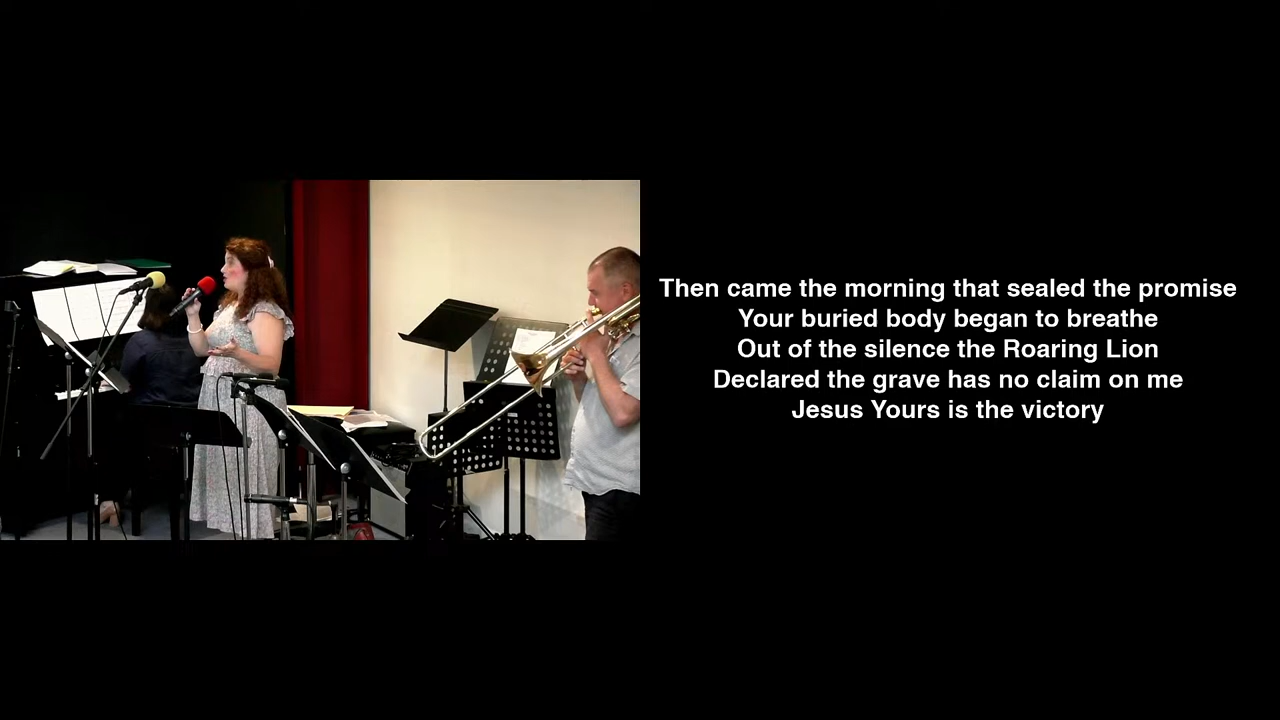 Then came the morning that sealed the promise
Your buried body began to breathe
Out of the silence the Roaring Lion
Declared the grave has no claim on me
Jesus Yours is the victory